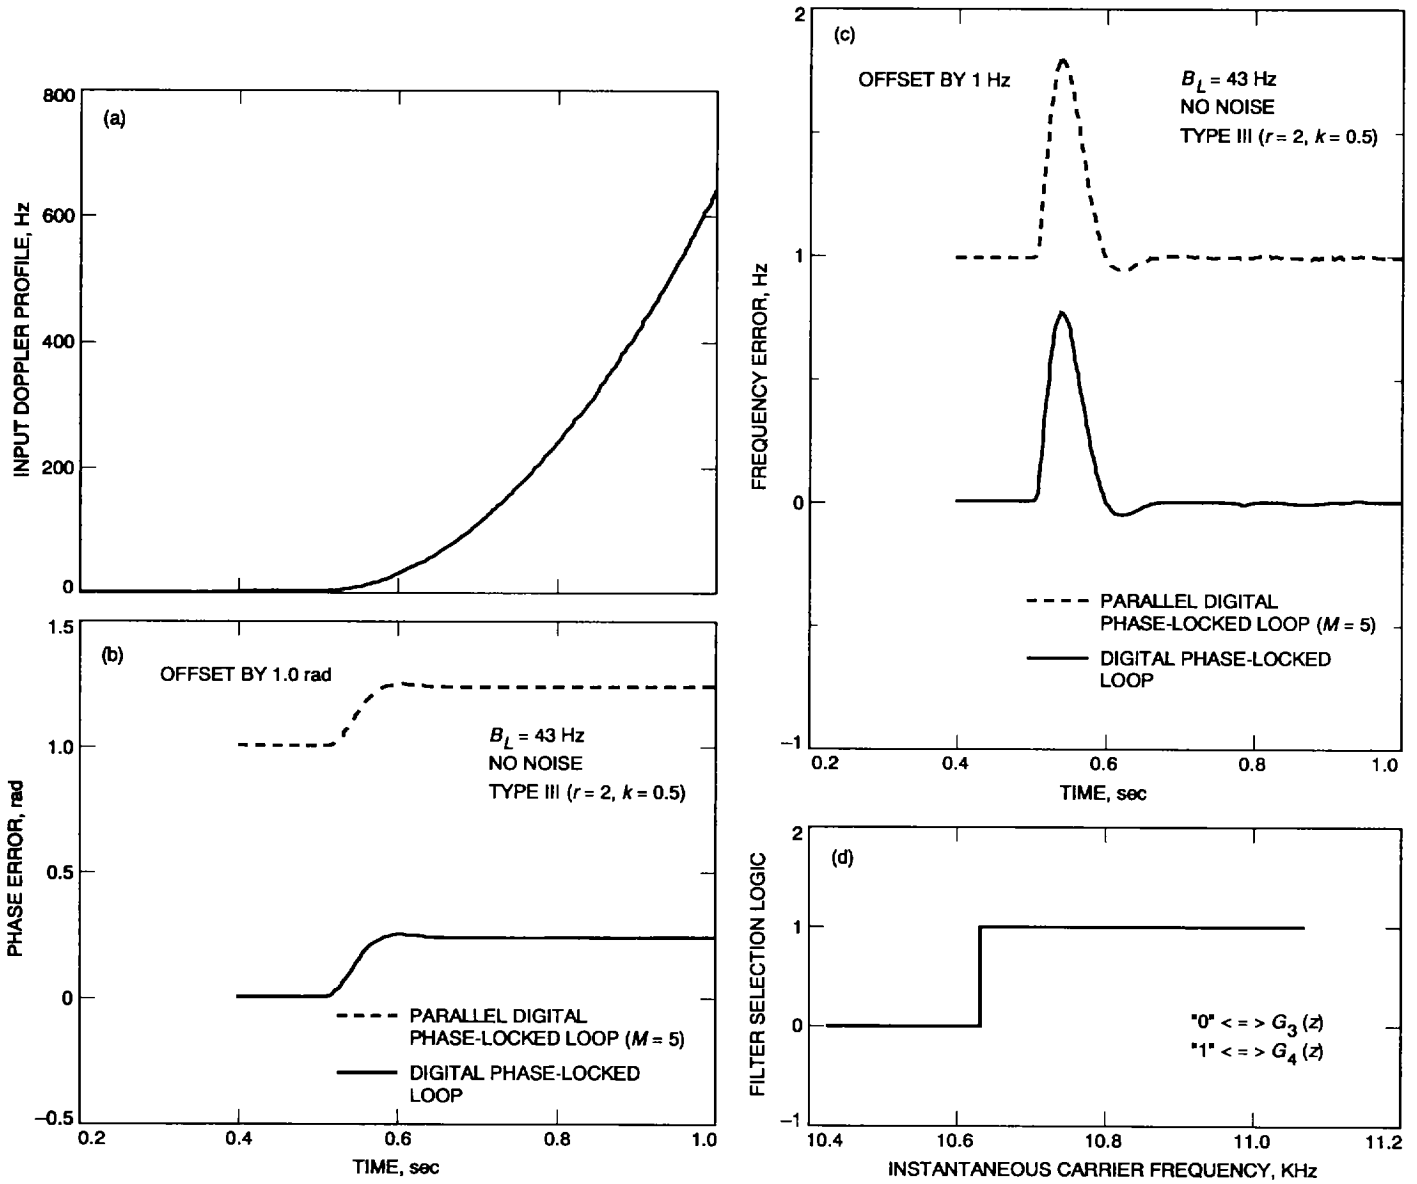 (a)
INPUT DOPPLER PROFILE, Hz
800
600
400
200
0
(b)
OFFSET BY 1.0 rad
B_L = 43 Hz
NO NOISE
TYPE III (r = 2, k = 0.5)
PHASE ERROR, rad
1.5
1.0
0.5
0
–0.5
PARALLEL DIGITAL
PHASE-LOCKED LOOP (M = 5)
DIGITAL PHASE-LOCKED
LOOP
0.2 0.4 0.6 0.8 1.0
TIME, sec
(c)
OFFSET BY 1 Hz
B_L = 43 Hz
NO NOISE
TYPE III (r = 2, k = 0.5)
FREQUENCY ERROR, Hz
2
1
0
–1
PARALLEL DIGITAL
PHASE-LOCKED LOOP (M = 5)
DIGITAL PHASE-LOCKED
LOOP
0.2 0.4 0.6 0.8 1.0
TIME, sec
(d)
FILTER SELECTION LOGIC
2
1
0
–1
"0" < = > G_3 (z)
"1" < = > G_4 (z)
10.4 10.6 10.8 11.0 11.2
INSTANTANEOUS CARRIER FREQUENCY, KHz